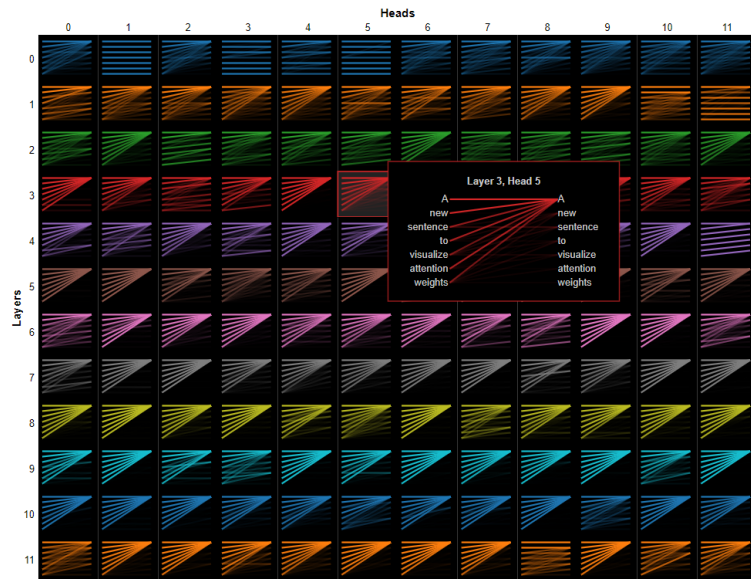 Heads
0 1 2 3 4 5 6 7 8 9 10 11
Layers
0
1
2
3
Layer 3, Head 5
A A
new new
sentence sentence
to to
visualize visualize
attention attention
weights weights
4
5
6
7
8
9
10
11